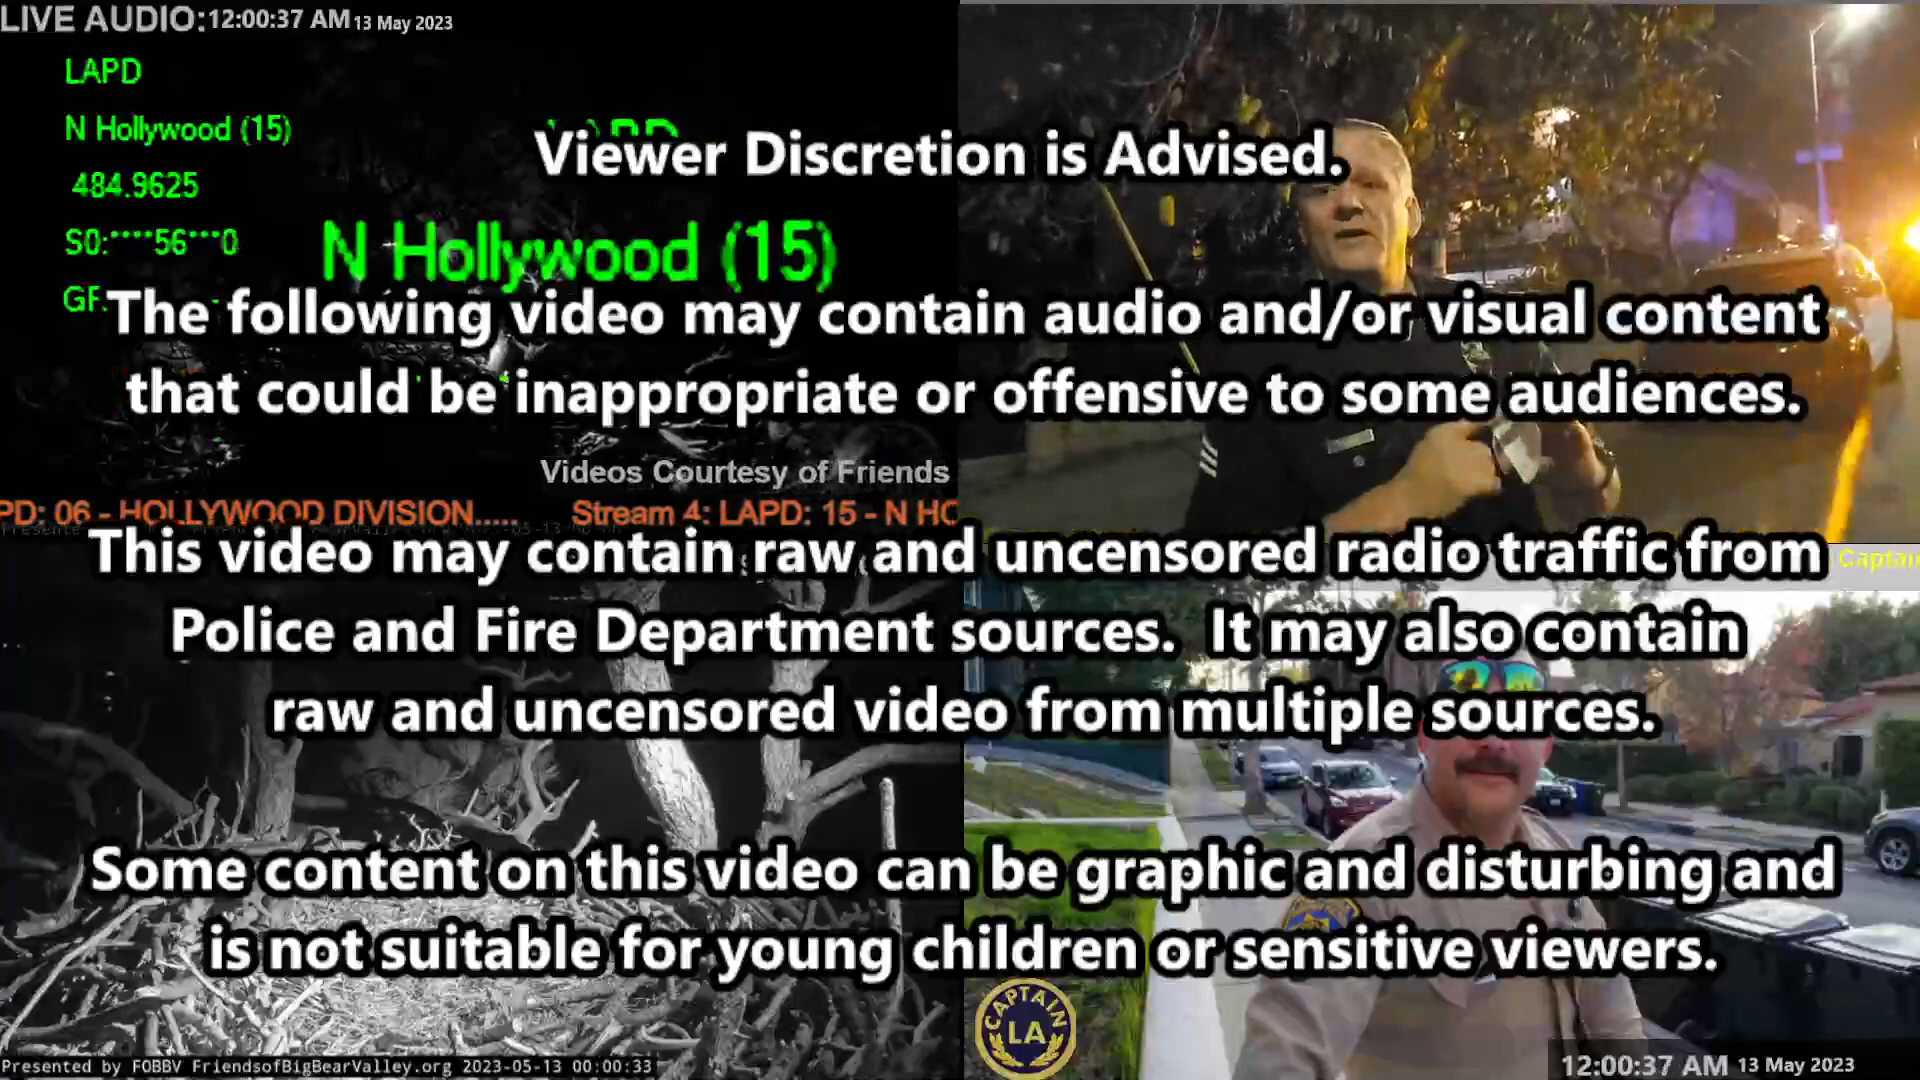 LIVE AUDIO: 12:00:37 AM 13 May 2023
LAPD
N Hollywood (15)
484.9625
S0:****56***0
GF:
N Hollywood (15)
Viewer Discretion is Advised.
The following video may contain audio and/or visual content
that could be inappropriate or offensive to some audiences.
Videos Courtesy of Friends
PD: 06 - HOLLYWOOD DIVISION..... Stream 4: LAPD: 15 - N HO
This video may contain raw and uncensored radio traffic from
Captain
Police and Fire Department sources. It may also contain
raw and uncensored video from multiple sources.
Some content on this video can be graphic and disturbing and
is not suitable for young children or sensitive viewers.
CAPTAIN
LA
Presented by FOBBV FriendsofBigBearValley.org 2023-05-13 00:00:33
12:00:37 AM 13 May 2023